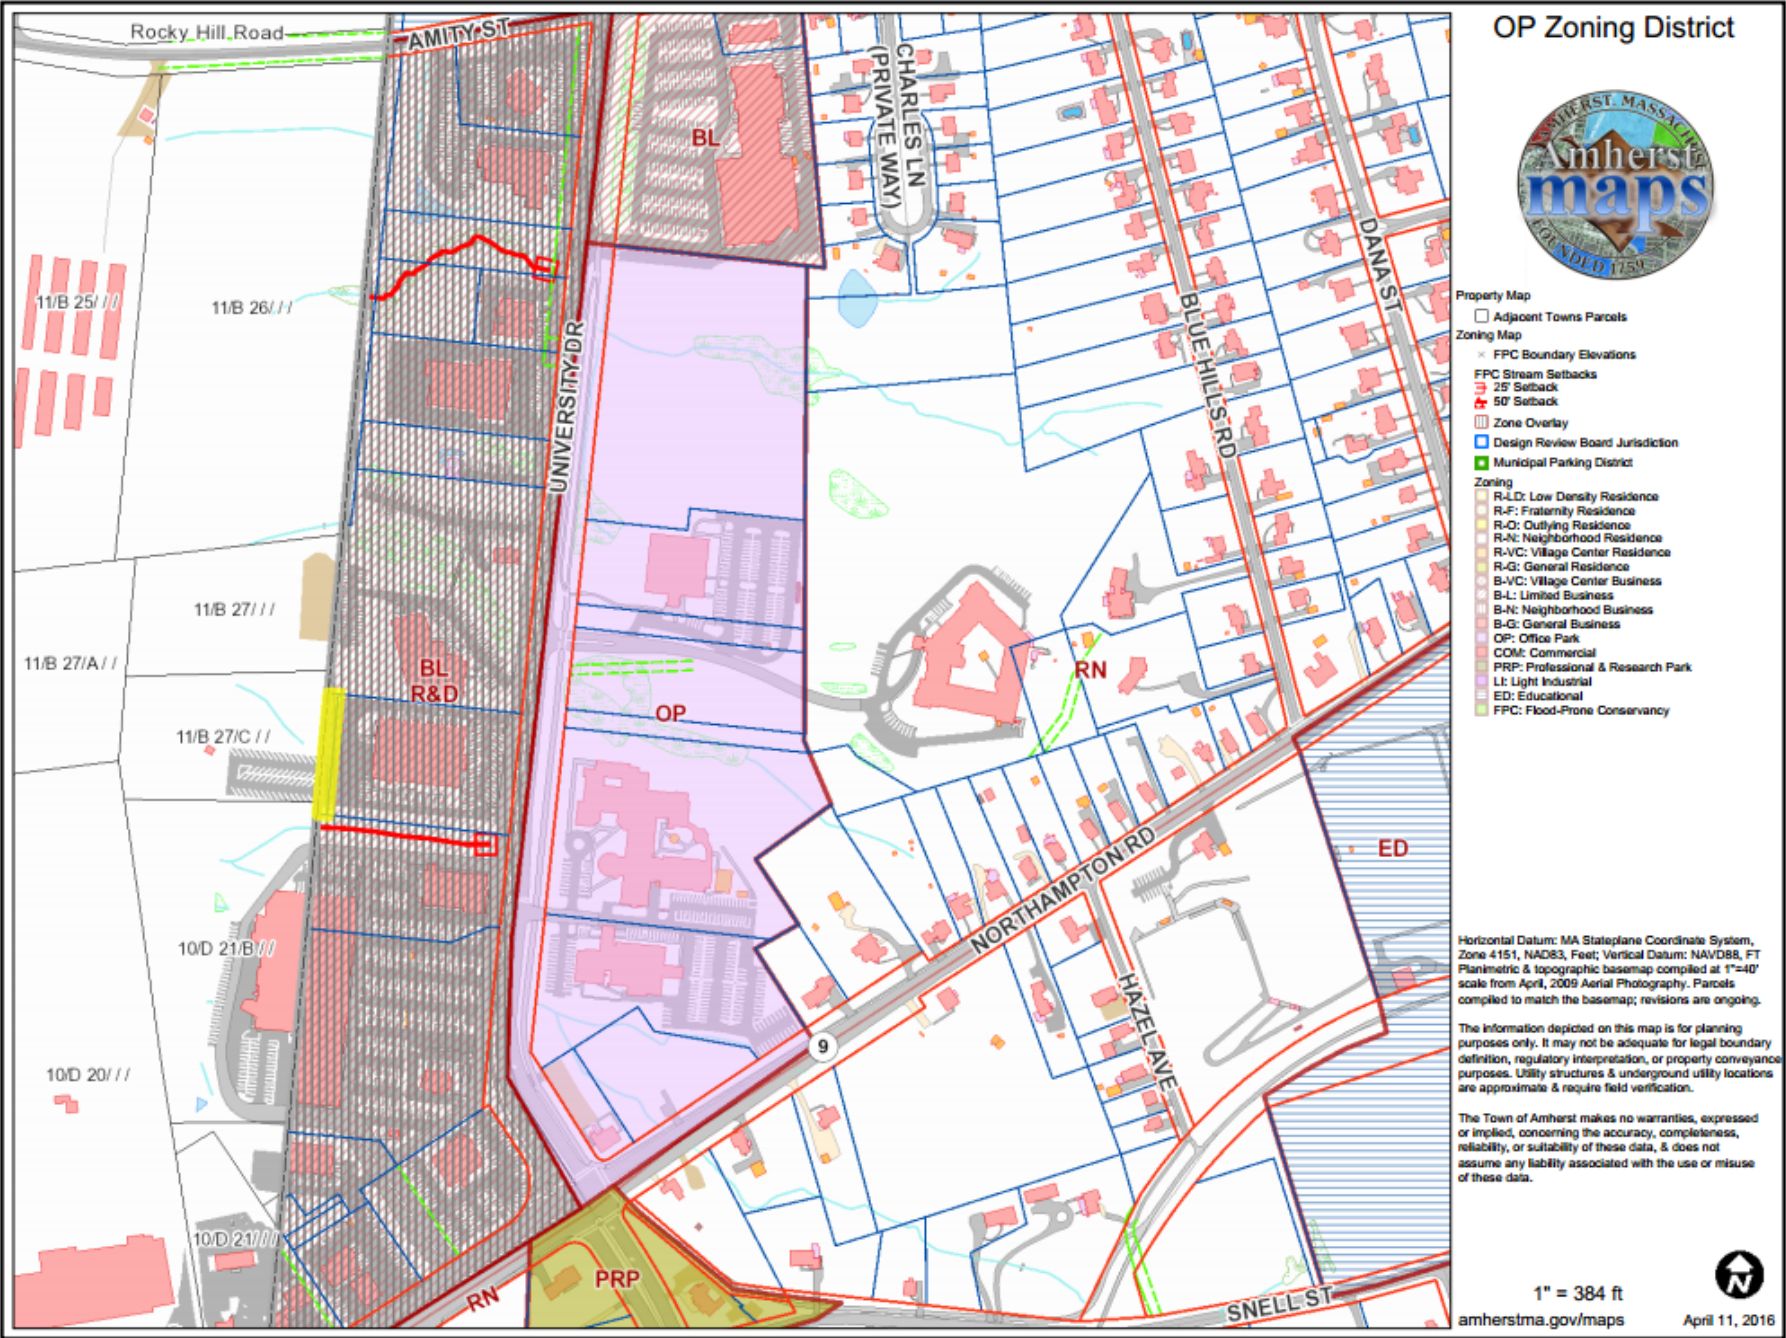 OP Zoning District
AMHERST, MASSACHUSETTS
Amherst
maps
FOUNDED 1759
Rocky Hill Road
AMITY ST
CHARLES LN
(PRIVATE WAY)
BL
DANA ST
BLUE HILLS RD
UNIVERSITY DR
11/B 25/ / /
11/B 26/ / /
11/B 27/ / /
11/B 27/A / /
BL
R&D
RN
OP
11/B 27/C / /
ED
NORTHAMPTON RD
10/D 21/B / /
HAZEL AVE
9
10/D 20/ / /
10/D 21/ / /
PRP
RN
SNELL ST
Property Map
Adjacent Towns Parcels
Zoning Map
FPC Boundary Elevations
FPC Stream Setbacks
25' Setback
50' Setback
Zone Overlay
Design Review Board Jurisdiction
Municipal Parking District
Zoning
R-LD: Low Density Residence
R-F: Fraternity Residence
R-O: Outlying Residence
R-N: Neighborhood Residence
R-VC: Village Center Residence
R-G: General Residence
B-VC: Village Center Business
B-L: Limited Business
B-N: Neighborhood Business
B-G: General Business
OP: Office Park
COM: Commercial
PRP: Professional & Research Park
LI: Light Industrial
ED: Educational
FPC: Flood-Prone Conservancy
Horizontal Datum: MA Stateplane Coordinate System,
Zone 4151, NAD83, Feet; Vertical Datum: NAVD88, FT
Planimetric & topographic basemap compiled at 1"=40'
scale from April, 2009 Aerial Photography. Parcels
compiled to match the basemap; revisions are ongoing.
The information depicted on this map is for planning
purposes only. It may not be adequate for legal boundary
definition, regulatory interpretation, or property conveyance
purposes. Utility structures & underground utility locations
are approximate & require field verification.
The Town of Amherst makes no warranties, expressed
or implied, concerning the accuracy, completeness,
reliability, or suitability of these data, & does not
assume any liability associated with the use or misuse
of these data.
N
1" = 384 ft
amherstma.gov/maps
April 11, 2016